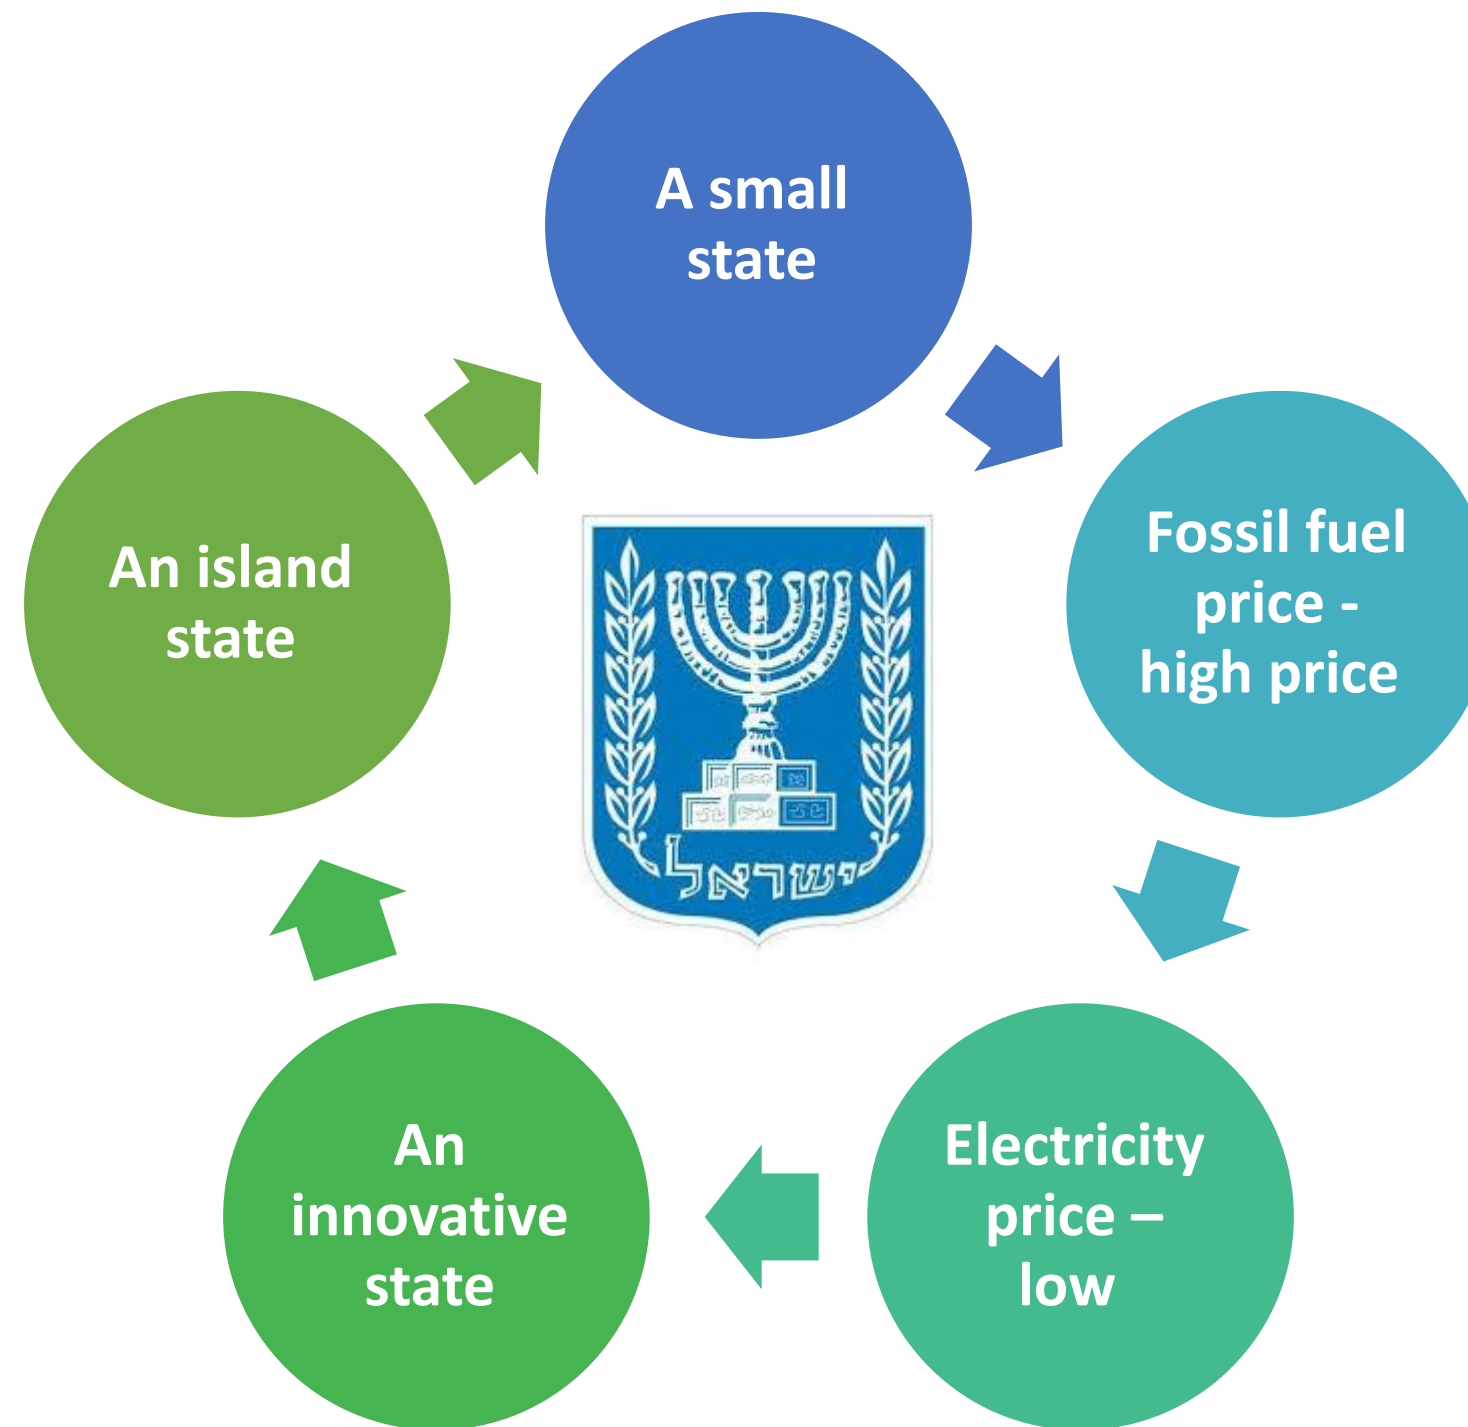 A small
state
Fossil fuel
price -
high price
Electricity
price –
low
An
innovative
state
An island
state
ישראל